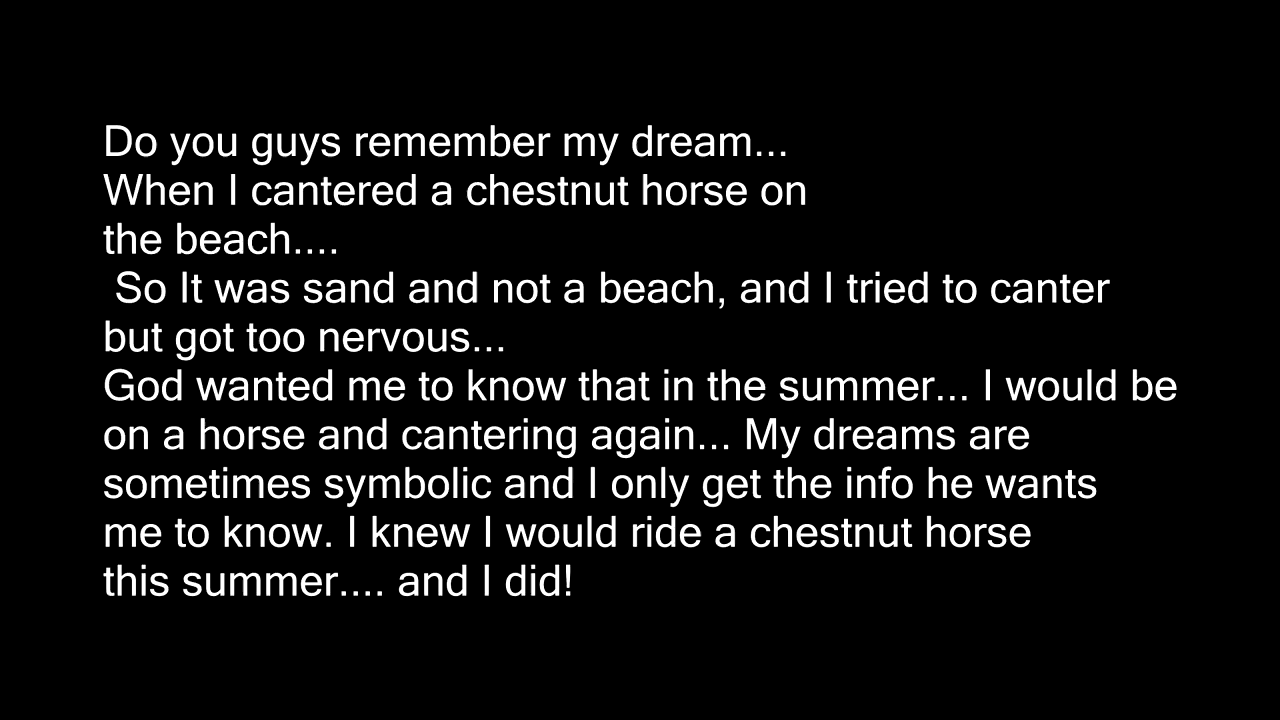 Do you guys remember my dream...
When I cantered a chestnut horse on
the beach....
So It was sand and not a beach, and I tried to canter
but got too nervous...
God wanted me to know that in the summer... I would be
on a horse and cantering again... My dreams are
sometimes symbolic and I only get the info he wants
me to know. I knew I would ride a chestnut horse
this summer.... and I did!